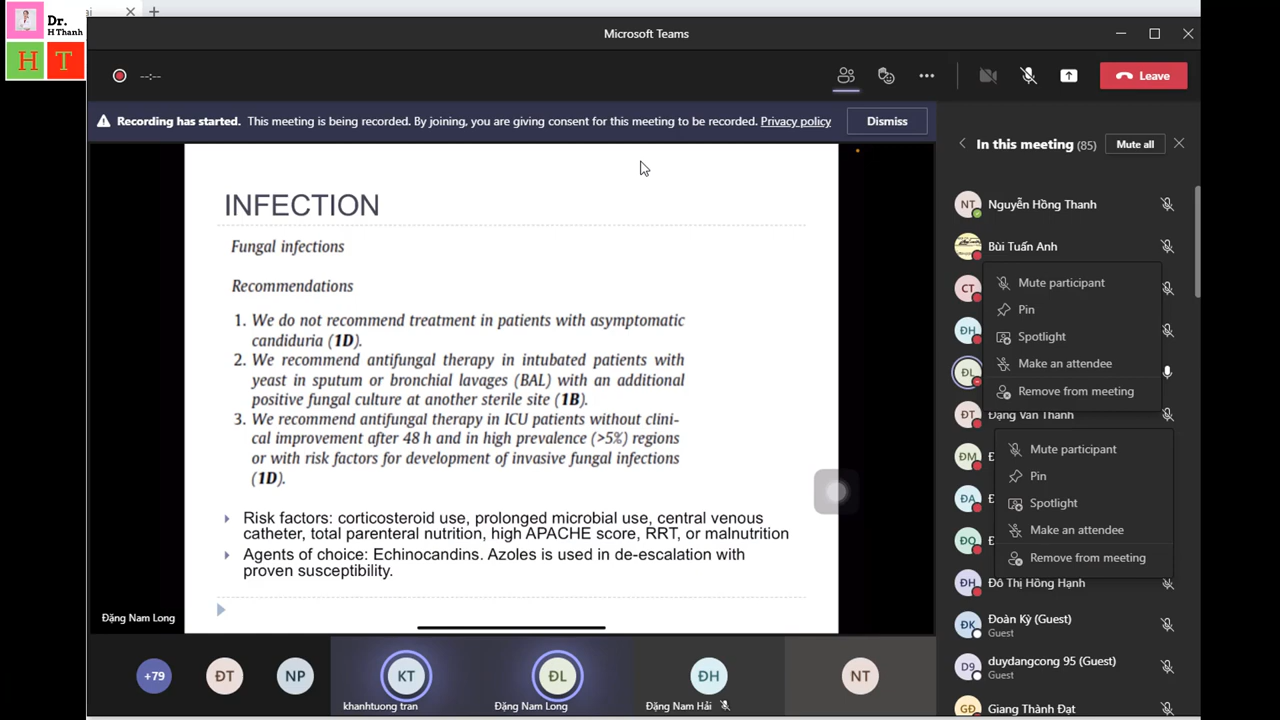 Dr.
H Thanh
H T
ai
Microsoft Teams
--:--
Leave
Recording has started. This meeting is being recorded. By joining, you are giving consent for this meeting to be recorded. Privacy policy
Dismiss
INFECTION
Fungal infections
Recommendations
1. We do not recommend treatment in patients with asymptomatic
candiduria (1D).
2. We recommend antifungal therapy in intubated patients with
yeast in sputum or bronchial lavages (BAL) with an additional
positive fungal culture at another sterile site (1B).
3. We recommend antifungal therapy in ICU patients without clini-
cal improvement after 48 h and in high prevalence (>5%) regions
or with risk factors for development of invasive fungal infections
(1D).
Risk factors: corticosteroid use, prolonged microbial use, central venous
catheter, total parenteral nutrition, high APACHE score, RRT, or malnutrition
Agents of choice: Echinocandins. Azoles is used in de-escalation with
proven susceptibility.
Đặng Nam Long
+79
ĐT
NP
KT
khanhtuong tran
ĐL
Đặng Nam Long
ĐH
Đặng Nam Hải
NT
In this meeting (85)
Mute all
NT Nguyễn Hồng Thanh
Bùi Tuấn Anh
CT
Mute participant
Pin
ĐH
Spotlight
Make an attendee
ĐL
Remove from meeting
ĐT Đặng Văn Thành
Mute participant
ĐM Đ
Pin
ĐA Đ
Spotlight
Make an attendee
ĐQ Đ
Remove from meeting
ĐH Đỗ Thị Hồng Hạnh
ĐK Đoàn Kỳ (Guest)
Guest
D9 duydangcong 95 (Guest)
Guest
GĐ Giang Thành Đạt